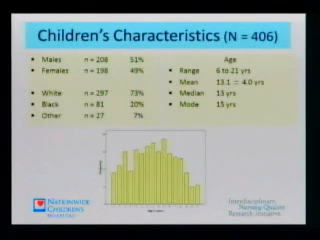 Children's Characteristics (N = 406)
Males n = 208 51%
Females n = 198 49%
White n = 297 73%
Black n = 81 20%
Other n = 27 7%
Age
Range 6 to 21 yrs
Mean 13.1 ± 4.0 yrs
Median 13 yrs
Mode 15 yrs
NATIONWIDE
CHILDREN'S
HOSPITAL
Interdisciplinary
Nursing Quality
Research Initiative